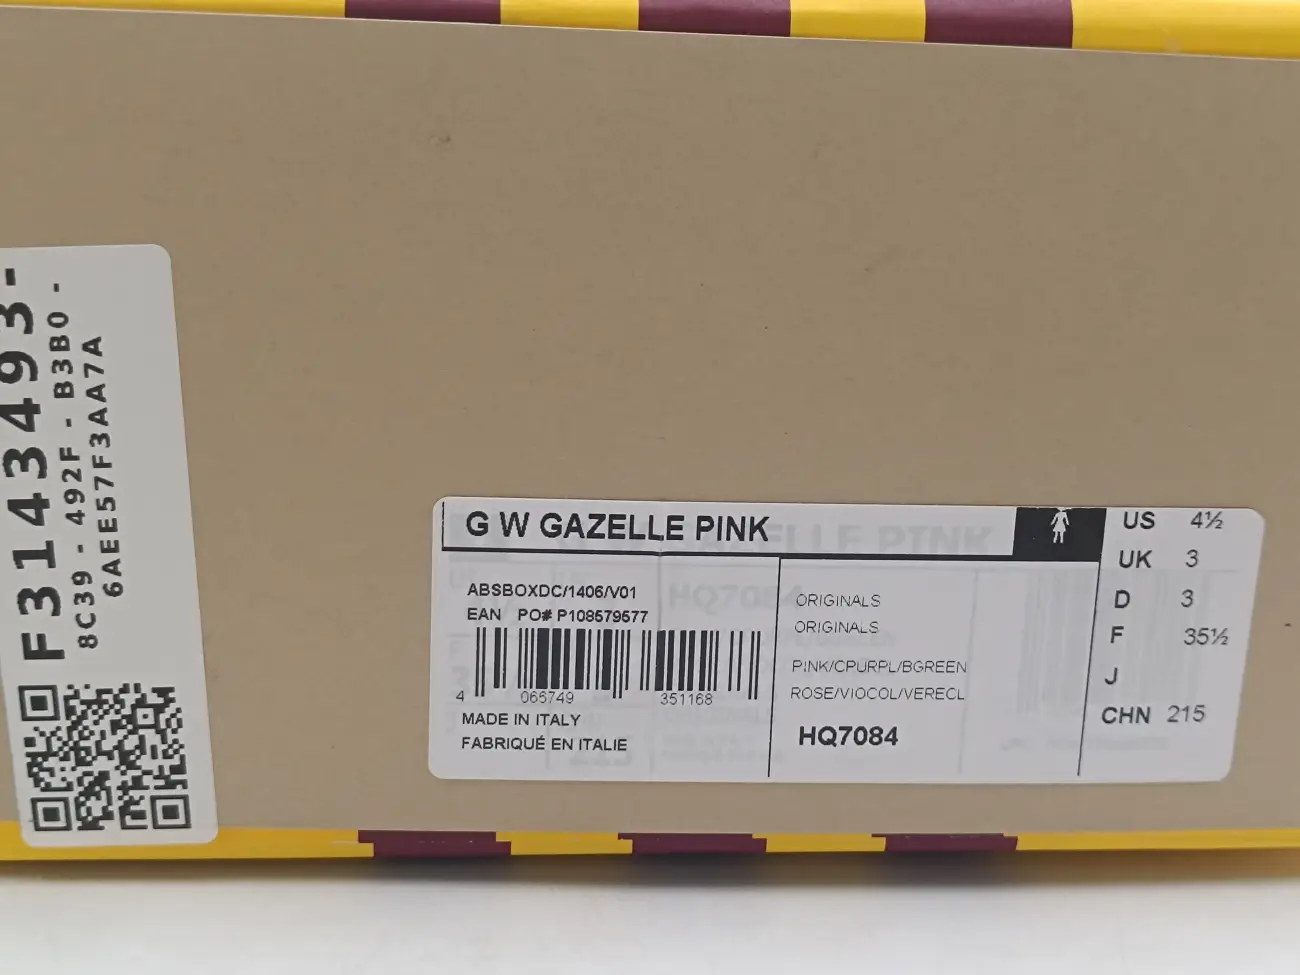 F3143493-
8C39 - 492F - B3B0 -
6AEE57F3AA7A
G W GAZELLE PINK
ABSBOXDC/1406/V01
EAN PO# P108579577
4 066749 351168
MADE IN ITALY
FABRIQUÉ EN ITALIE
ORIGINALS
ORIGINALS
PINK/CPURPL/BGREEN
ROSE/VIOCOL/VERECL
HQ7084
US 4½
UK 3
D 3
F 35½
J
CHN 215